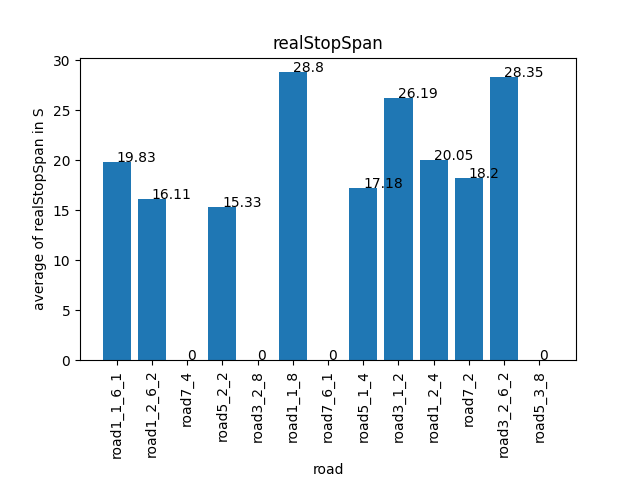 realStopSpan
average of realStopSpan in S
30
25
20
15
10
5
0
19.83
16.11
0
15.33
0
28.8
0
17.18
26.19
20.05
18.2
28.35
0
road1_1_6_1
road1_2_6_2
road7_4
road5_2_2
road3_2_8
road1_1_8
road7_6_1
road5_1_4
road3_1_2
road1_2_4
road7_2
road3_2_6_2
road5_3_8
road